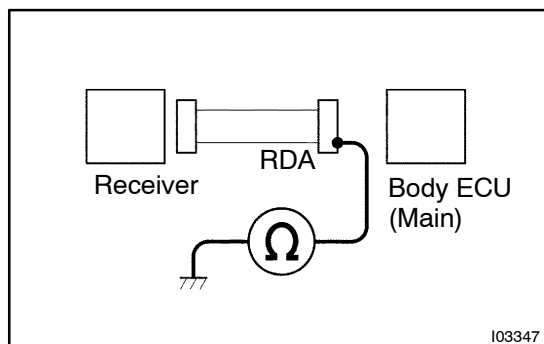 RDA
Receiver
Body ECU
(Main)
Ω
I03347